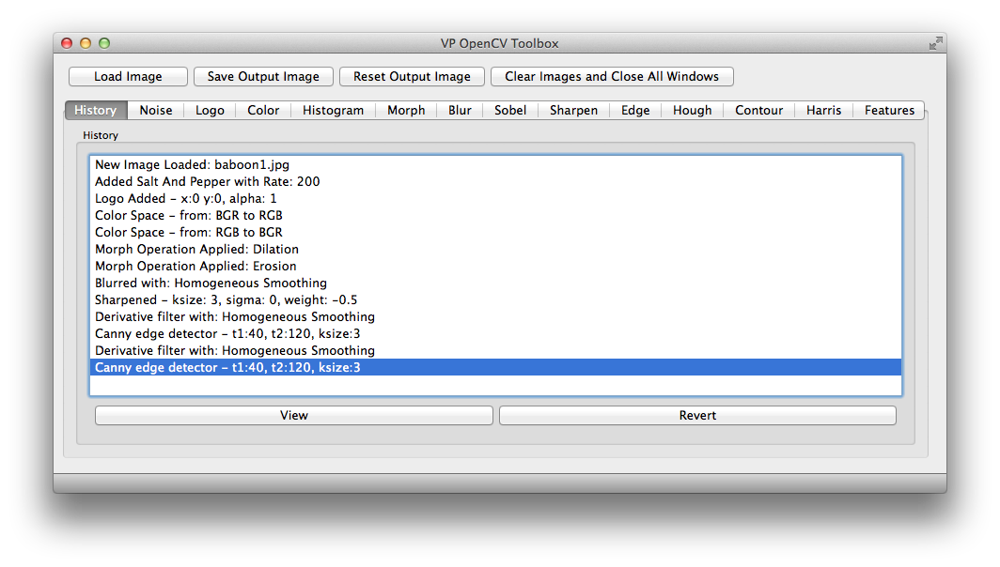 VP OpenCV Toolbox
Load Image Save Output Image Reset Output Image Clear Images and Close All Windows
History Noise Logo Color Histogram Morph Blur Sobel Sharpen Edge Hough Contour Harris Features
History
New Image Loaded: baboon1.jpg
Added Salt And Pepper with Rate: 200
Logo Added – x:0 y:0, alpha: 1
Color Space – from: BGR to RGB
Color Space – from: RGB to BGR
Morph Operation Applied: Dilation
Morph Operation Applied: Erosion
Blurred with: Homogeneous Smoothing
Sharpened – ksize: 3, sigma: 0, weight: -0.5
Derivative filter with: Homogeneous Smoothing
Canny edge detector – t1:40, t2:120, ksize:3
Derivative filter with: Homogeneous Smoothing
Canny edge detector – t1:40, t2:120, ksize:3
View Revert